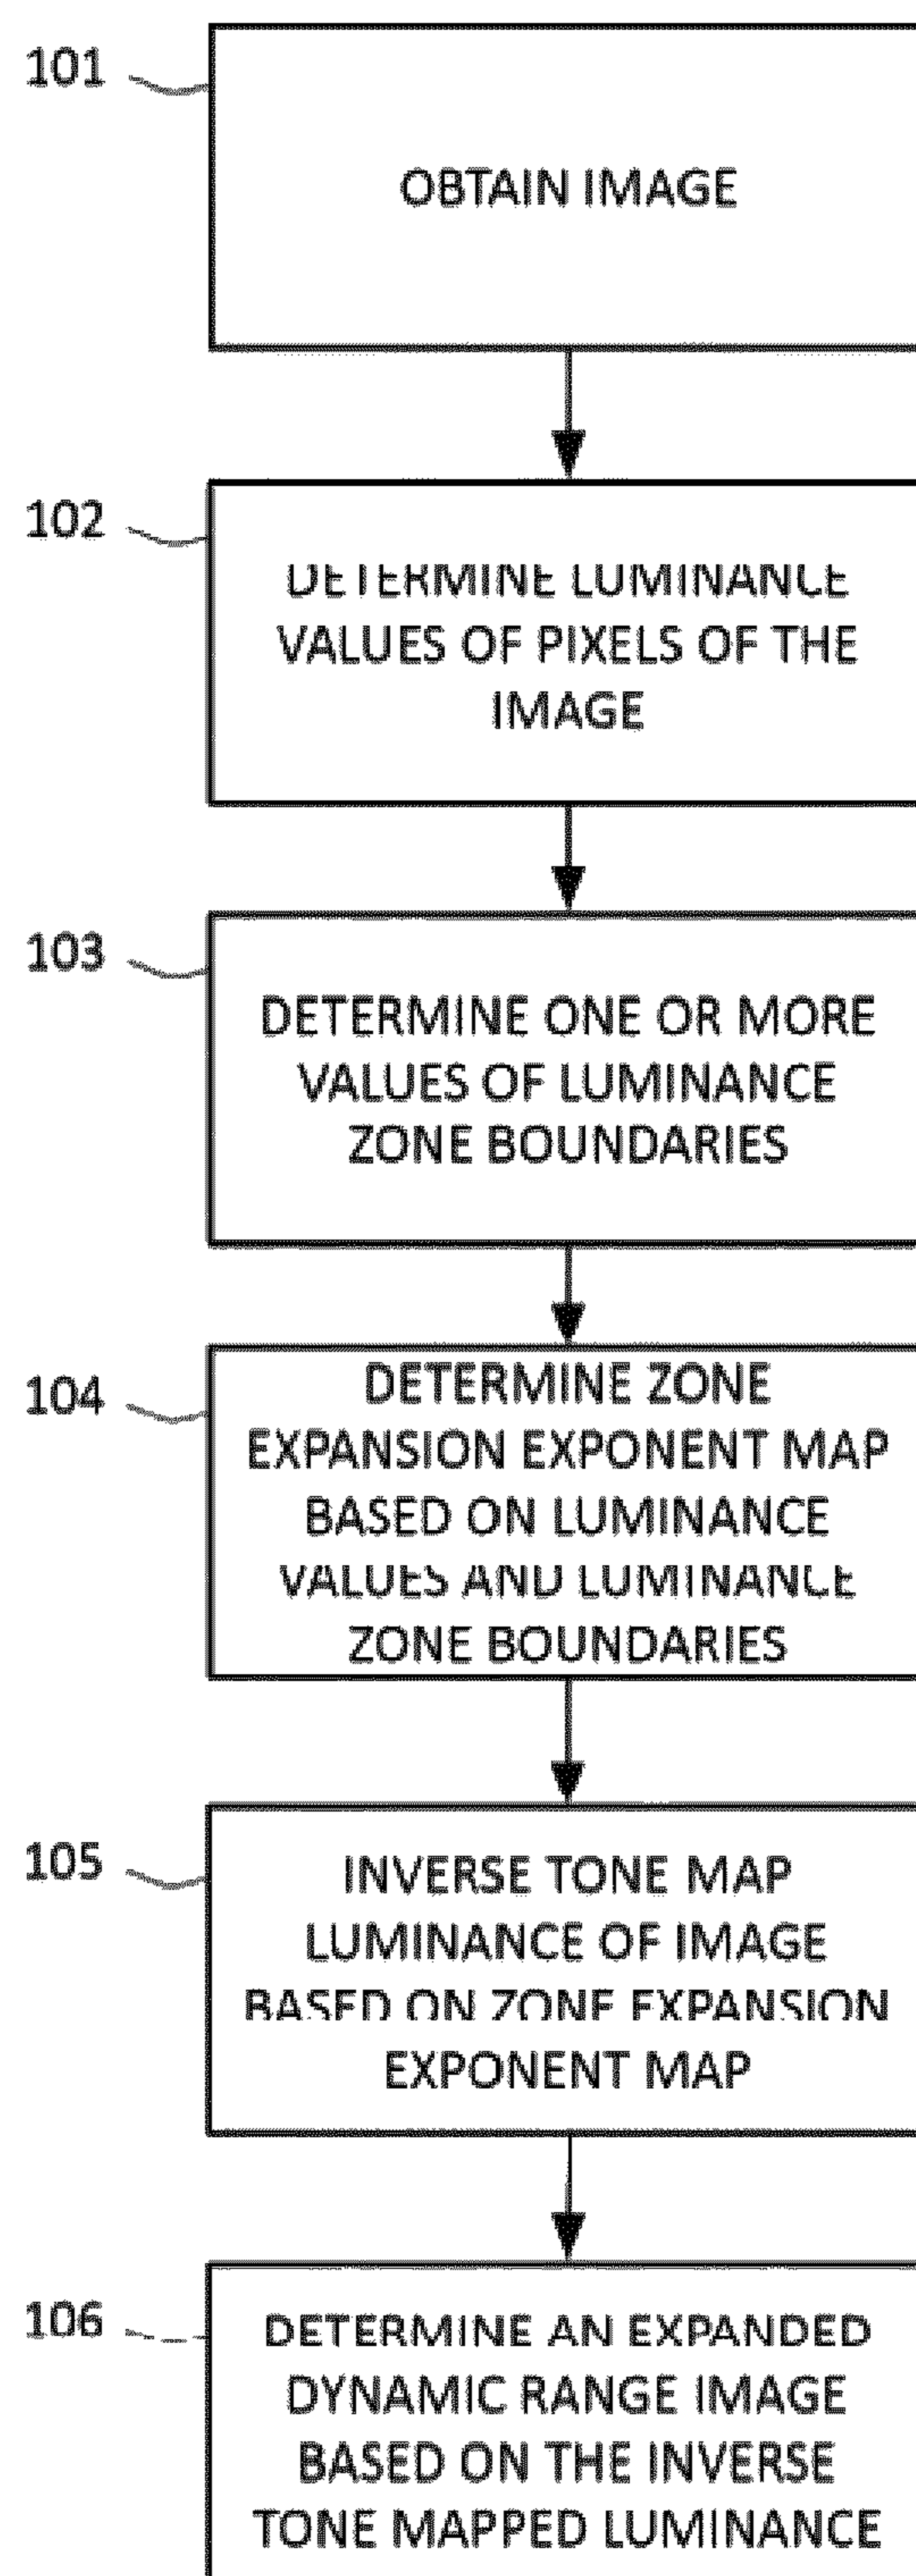 101
OBTAIN IMAGE
102
DETERMINE LUMINANCE
VALUES OF PIXELS OF THE
IMAGE
103
DETERMINE ONE OR MORE
VALUES OF LUMINANCE
ZONE BOUNDARIES
104
DETERMINE ZONE
EXPANSION EXPONENT MAP
BASED ON LUMINANCE
VALUES AND LUMINANCE
ZONE BOUNDARIES
105
INVERSE TONE MAP
LUMINANCE OF IMAGE
BASED ON ZONE EXPANSION
EXPONENT MAP
106
DETERMINE AN EXPANDED
DYNAMIC RANGE IMAGE
BASED ON THE INVERSE
TONE MAPPED LUMINANCE